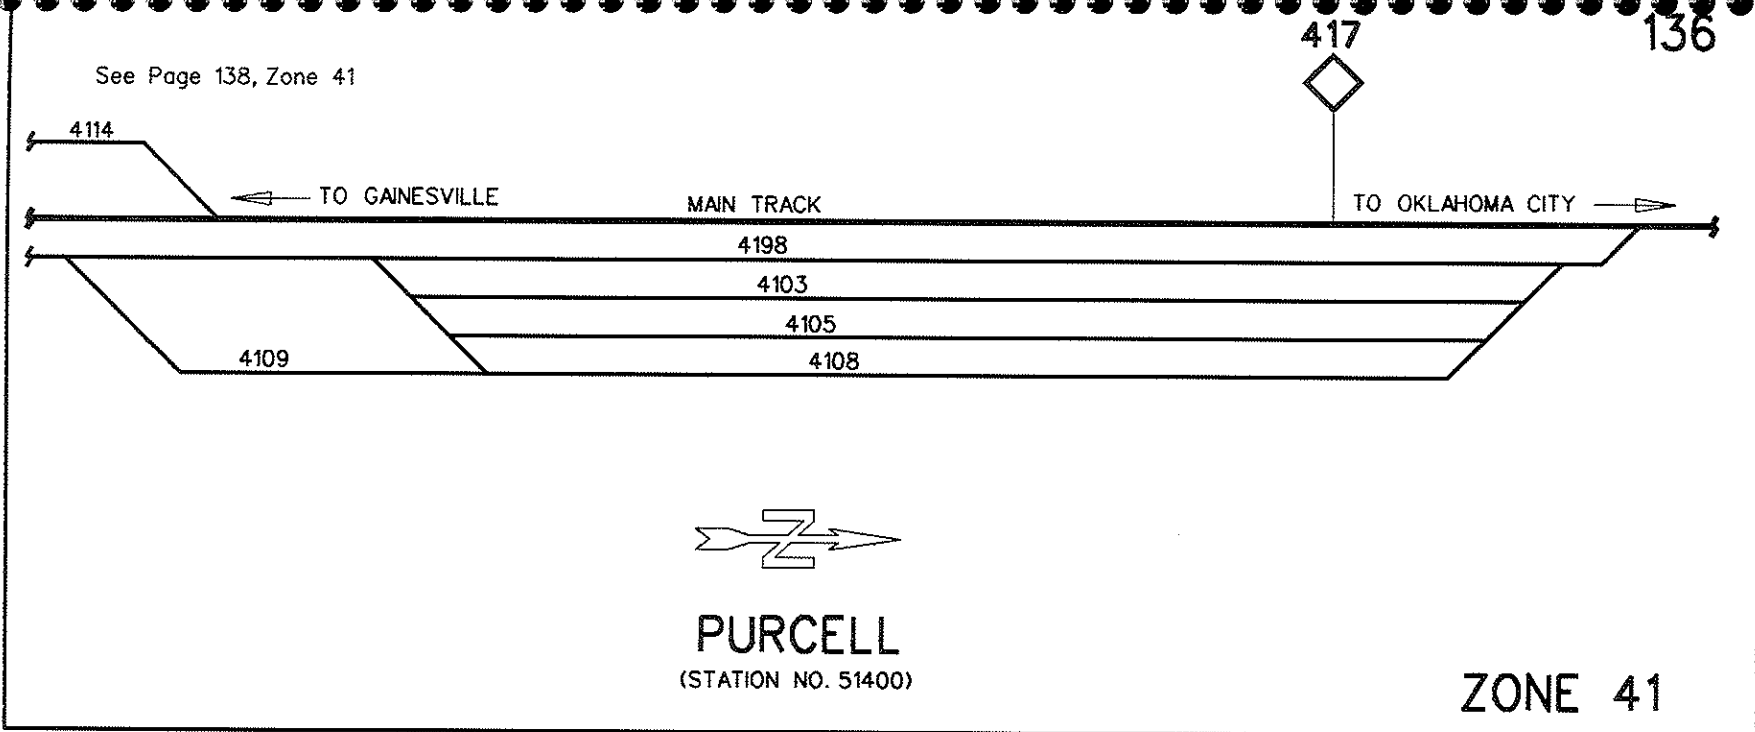 136
417
See Page 138, Zone 41
4114
TO GAINESVILLE
MAIN TRACK
TO OKLAHOMA CITY
4198
4103
4105
4109
4108
N
PURCELL
(STATION NO. 51400)
ZONE 41